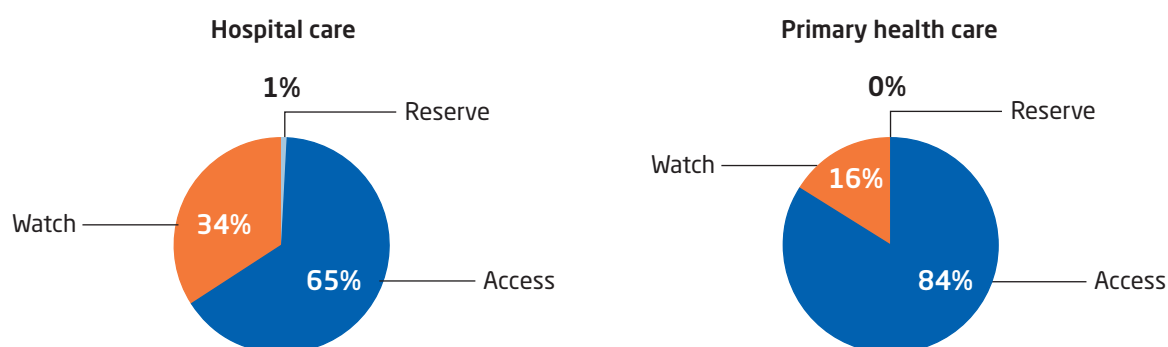 Hospital care
1%
Reserve
Watch
34%
65%
Access
Primary health care
0%
Reserve
Watch
16%
84%
Access